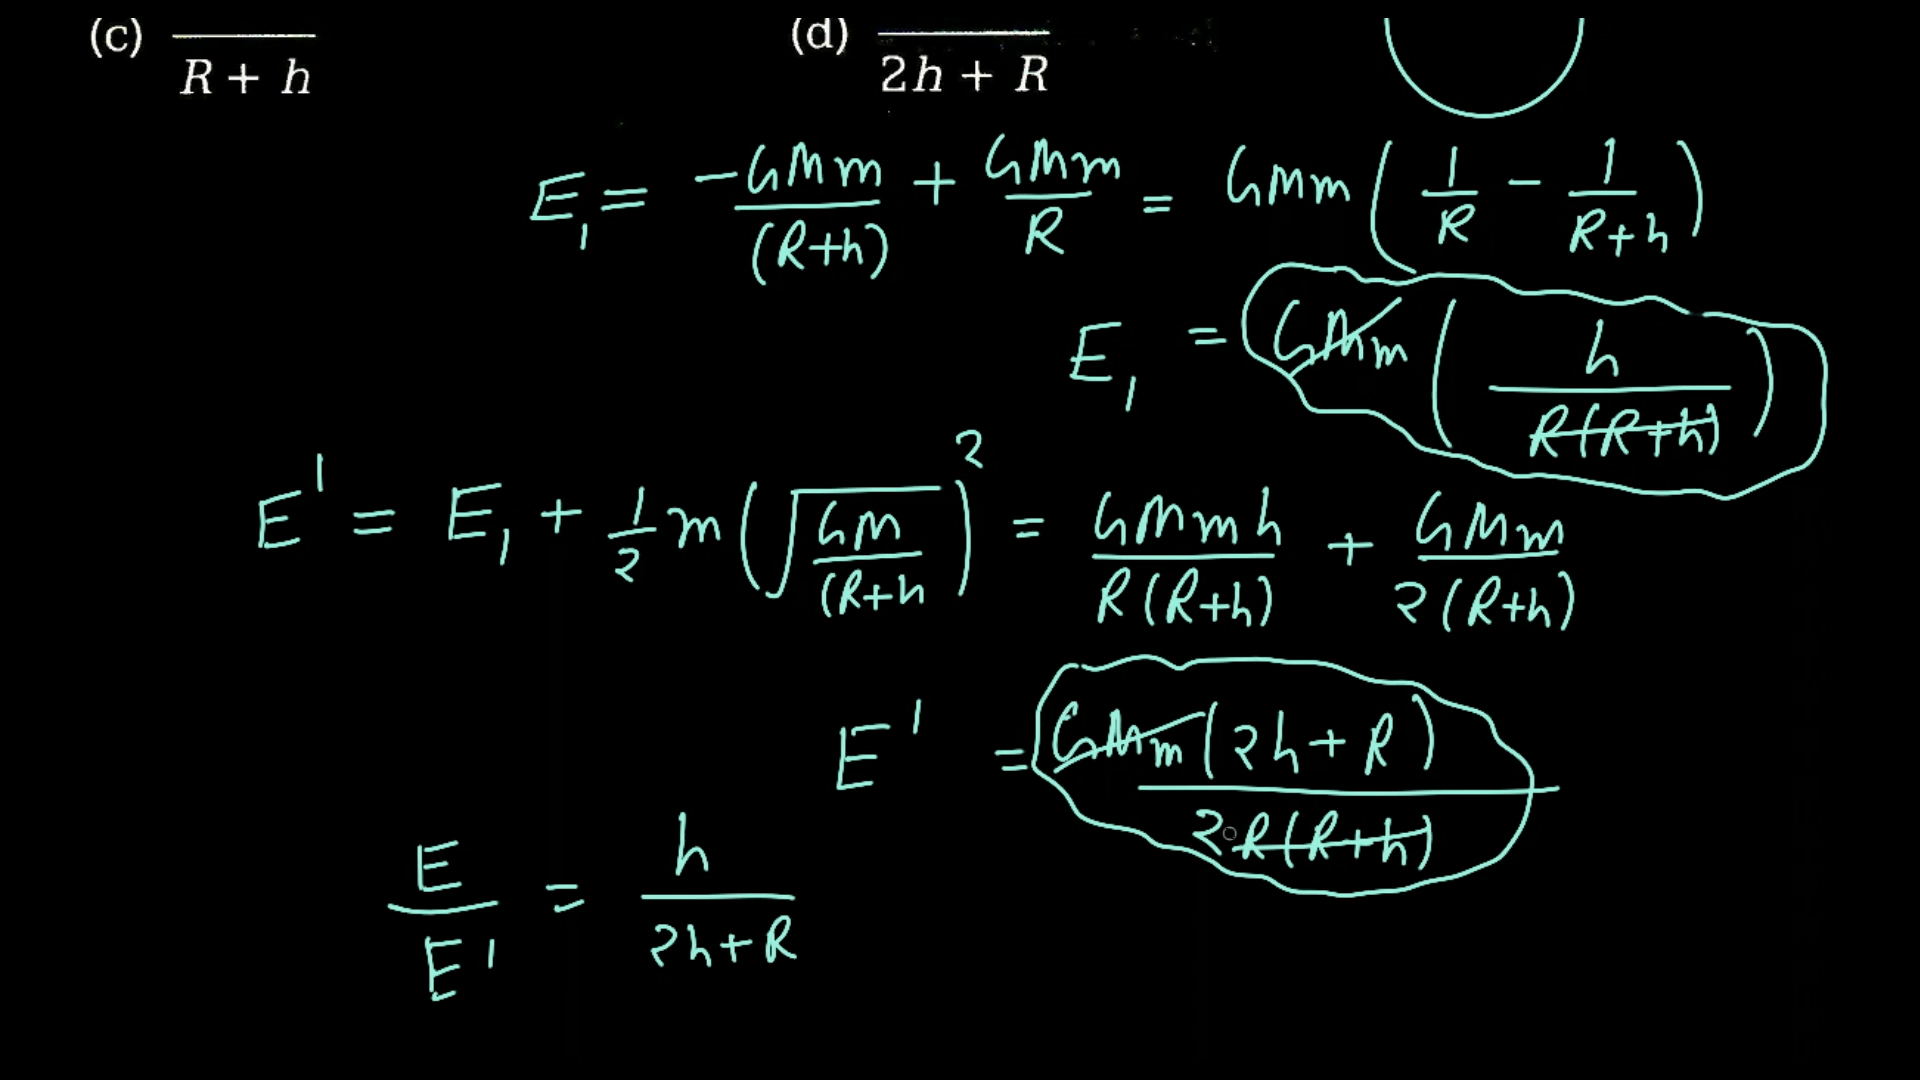 (c) ―――― R + h (d) ―――― 2h + R
E₁ = -GMm/(R+h) + GMm/R = GMm(1/R - 1/R+h)
E₁ = GMm(h/R(R+h))
E' = E₁ + 1/2 m(√GM/(R+h)² = GMmh/R(R+h) + GMm/2(R+h)
E' = GMm(2h+R)/2R(R+h)
E/E' = h/2h+R